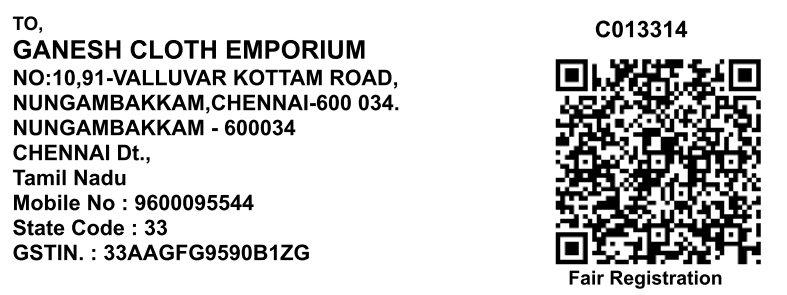 TO,
GANESH CLOTH EMPORIUM
NO:10,91-VALLUVAR KOTTAM ROAD,
NUNGAMBAKKAM,CHENNAI-600 034.
NUNGAMBAKKAM - 600034
CHENNAI Dt.,
Tamil Nadu
Mobile No : 9600095544
State Code : 33
GSTIN. : 33AAGFG9590B1ZG
C013314
Fair Registration